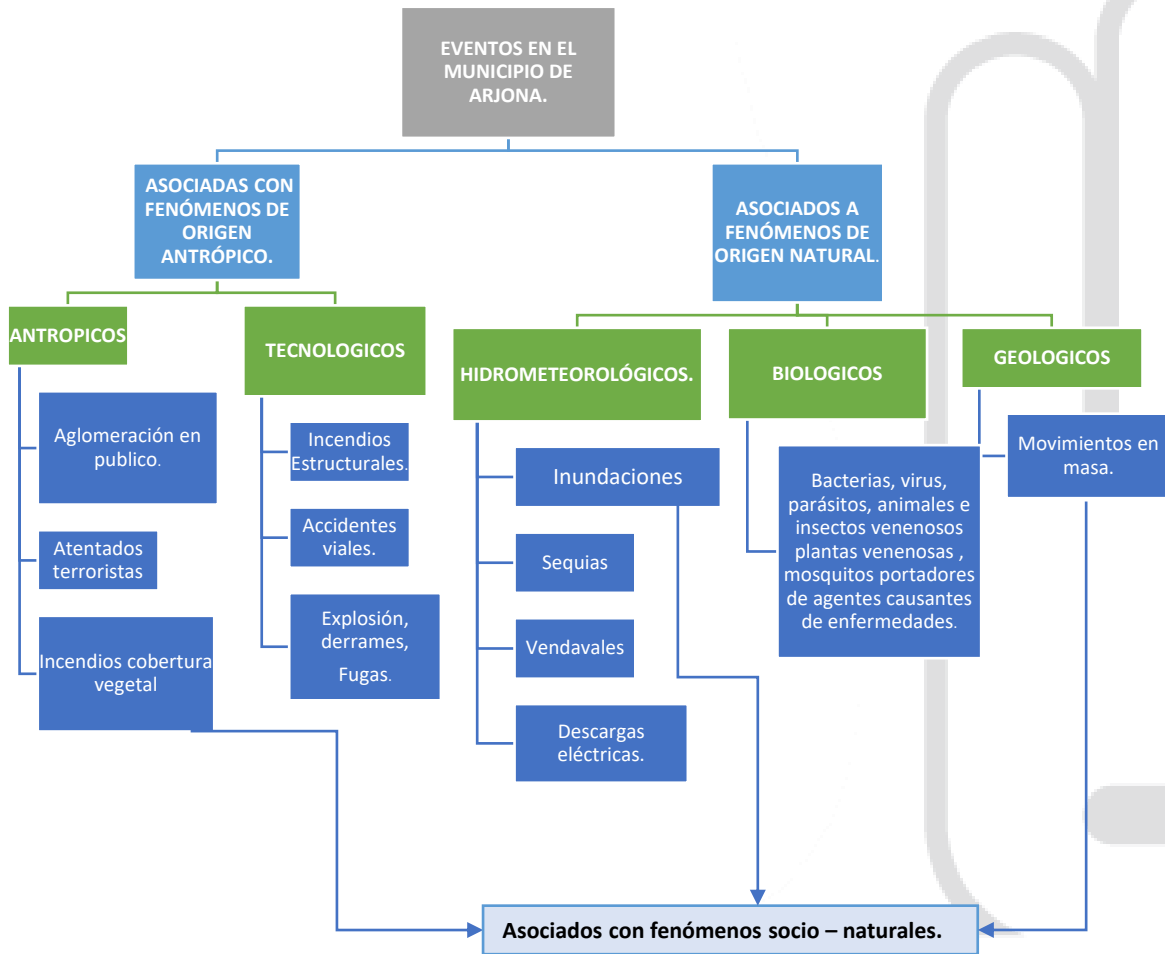 EVENTOS EN EL
MUNICIPIO DE
ARJONA.
ASOCIADAS CON
FENÓMENOS DE
ORIGEN
ANTRÓPICO.
ASOCIADOS A
FENÓMENOS DE
ORIGEN NATURAL.
ANTROPICOS
TECNOLOGICOS
HIDROMETEOROLÓGICOS.
BIOLOGICOS
GEOLOGICOS
Aglomeración en
publico.
Atentados
terroristas
Incendios cobertura
vegetal
Incendios
Estructurales.
Accidentes
viales.
Explosión,
derrames,
Fugas.
Inundaciones
Sequias
Vendavales
Descargas
eléctricas.
Bacterias, virus,
parásitos, animales e
insectos venenosos
plantas venenosas ,
mosquitos portadores
de agentes causantes
de enfermedades.
Movimientos en
masa.
Asociados con fenómenos socio – naturales.